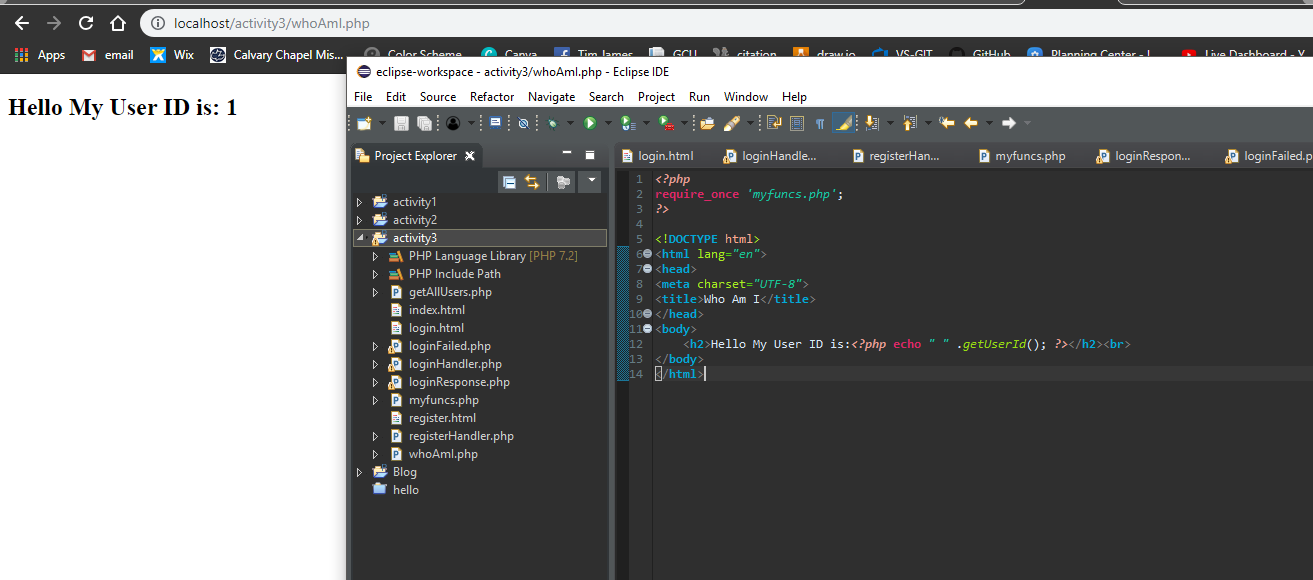 localhost/activity3/whoAmI.php
Apps email Wix Calvary Chapel Mis... Color Scheme Canva Tim James GCU citation draw.io VS-GIT GitHub Planning Center - L Live Dashboard - Y
Hello My User ID is: 1
eclipse-workspace - activity3/whoAmI.php - Eclipse IDE
File Edit Source Refactor Navigate Search Project Run Window Help
Project Explorer
activity1
activity2
activity3
PHP Language Library [PHP 7.2]
PHP Include Path
getAllUsers.php
index.html
login.html
loginFailed.php
loginHandler.php
loginResponse.php
myfuncs.php
register.html
registerHandler.php
whoAmI.php
Blog
hello
login.html loginHandle... registerHan... myfuncs.php loginRespon... loginFailed.p
1 <?php
2 require_once 'myfuncs.php';
3 ?>
4
5 <!DOCTYPE html>
6 <html lang="en">
7 <head>
8 <meta charset="UTF-8">
9 <title>Who Am I</title>
10 </head>
11 <body>
12 <h2>Hello My User ID is:<?php echo " " .getUserId(); ?></h2><br>
13 </body>
14 </html>